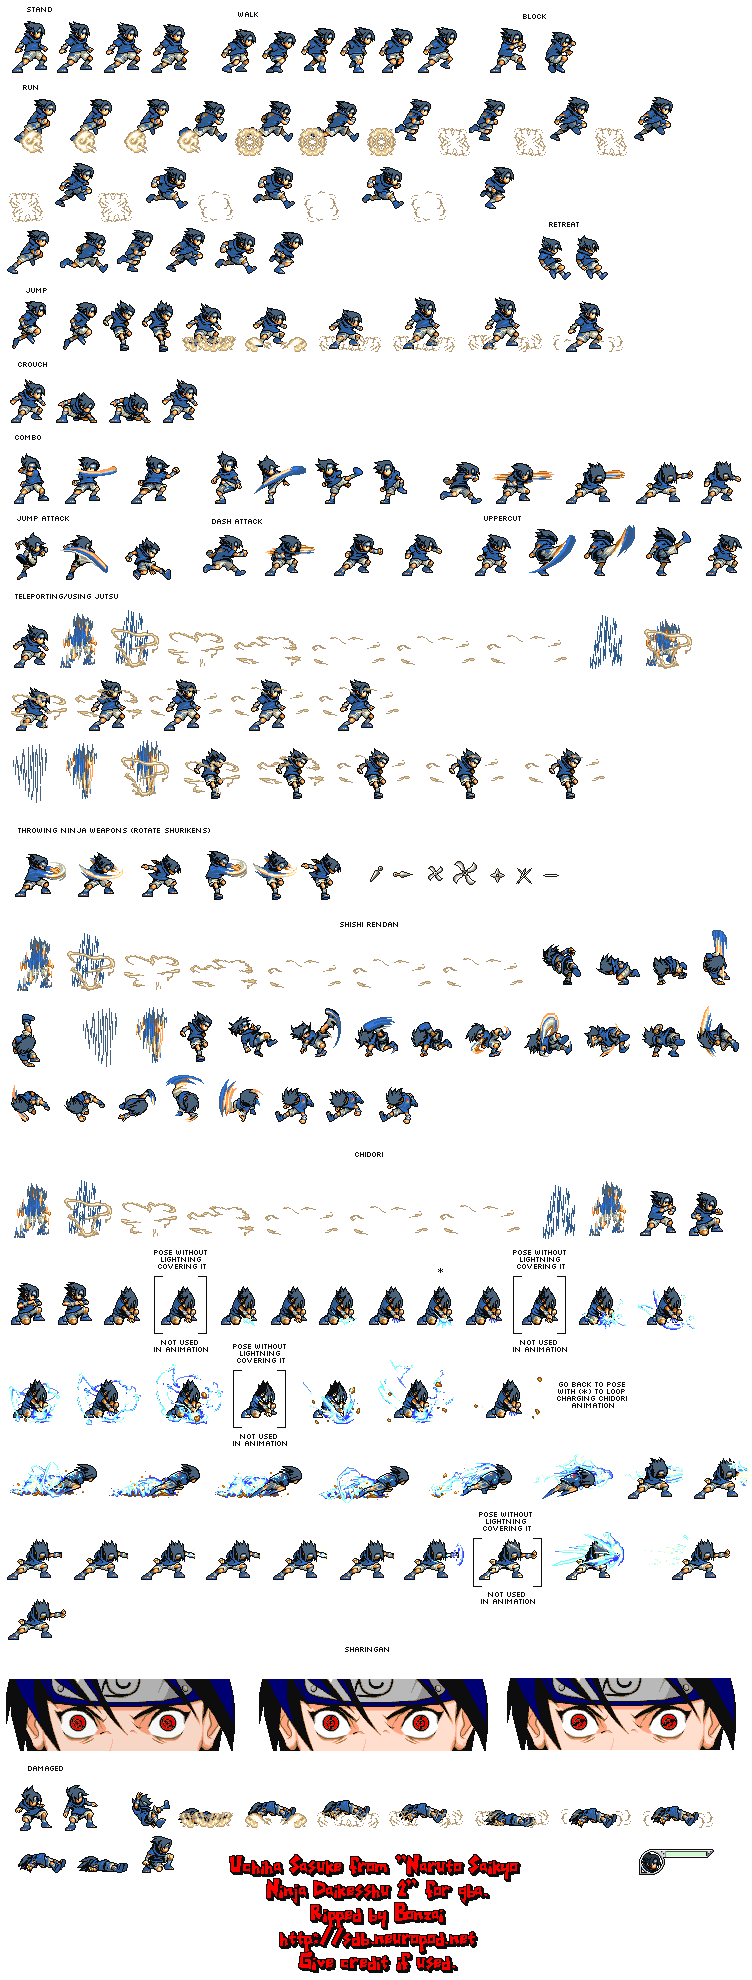 STAND
WALK
BLOCK
RUN
RETREAT
JUMP
CROUCH
COMBO
JUMP ATTACK
DASH ATTACK
UPPERCUT
TELEPORTING/USING JUTSU
THROWING NINJA WEAPONS (ROTATE SHURIKENS)
SHISHI RENDAN
CHIDORI
POSE WITHOUT
LIGHTNING
COVERING IT
NOT USED
IN ANIMATION
*
POSE WITHOUT
LIGHTNING
COVERING IT
NOT USED
IN ANIMATION
POSE WITHOUT
LIGHTNING
COVERING IT
NOT USED
IN ANIMATION
GO BACK TO POSE
WITH (*) TO LOOP
CHARGING CHIDORI
ANIMATION
POSE WITHOUT
LIGHTNING
COVERING IT
NOT USED
IN ANIMATION
SHARINGAN
DAMAGED
Uchiha Sasuke from "Naruto Saikyo
Ninja Daikesshu 2" for gba.
Ripped by Bonzai
http://sdb.neuropod.net
Give credit if used.